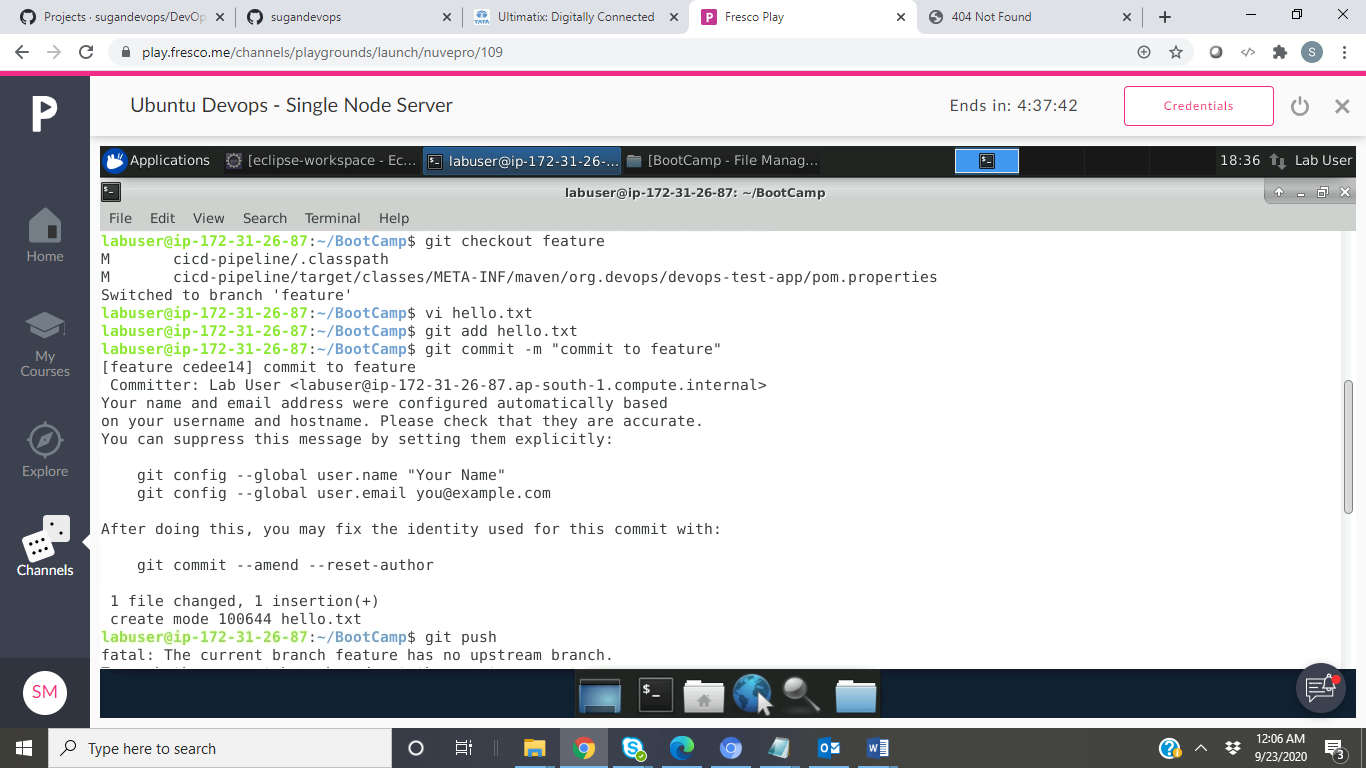 Projects - sugandevops/DevOp
sugandevops
Ultimatix: Digitally Connected
Fresco Play
404 Not Found
play.fresco.me/channels/playgrounds/launch/nuvepro/109
S
Ubuntu Devops - Single Node Server
Ends in: 4:37:42
Credentials
Applications
[eclipse-workspace - Ec...
labuser@ip-172-31-26-...
[BootCamp - File Manag...
18:36
Lab User
labuser@ip-172-31-26-87: ~/BootCamp
File Edit View Search Terminal Help
labuser@ip-172-31-26-87:~/BootCamp$ git checkout feature
M cicd-pipeline/.classpath
M cicd-pipeline/target/classes/META-INF/maven/org.devops/devops-test-app/pom.properties
Switched to branch 'feature'
labuser@ip-172-31-26-87:~/BootCamp$ vi hello.txt
labuser@ip-172-31-26-87:~/BootCamp$ git add hello.txt
labuser@ip-172-31-26-87:~/BootCamp$ git commit -m "commit to feature"
[feature cedee14] commit to feature
Committer: Lab User <labuser@ip-172-31-26-87.ap-south-1.compute.internal>
Your name and email address were configured automatically based
on your username and hostname. Please check that they are accurate.
You can suppress this message by setting them explicitly:
git config --global user.name "Your Name"
git config --global user.email you@example.com
After doing this, you may fix the identity used for this commit with:
git commit --amend --reset-author
1 file changed, 1 insertion(+)
create mode 100644 hello.txt
labuser@ip-172-31-26-87:~/BootCamp$ git push
fatal: The current branch feature has no upstream branch.
Home
My
Courses
Explore
Channels
SM
Type here to search
12:06 AM
9/23/2020
3